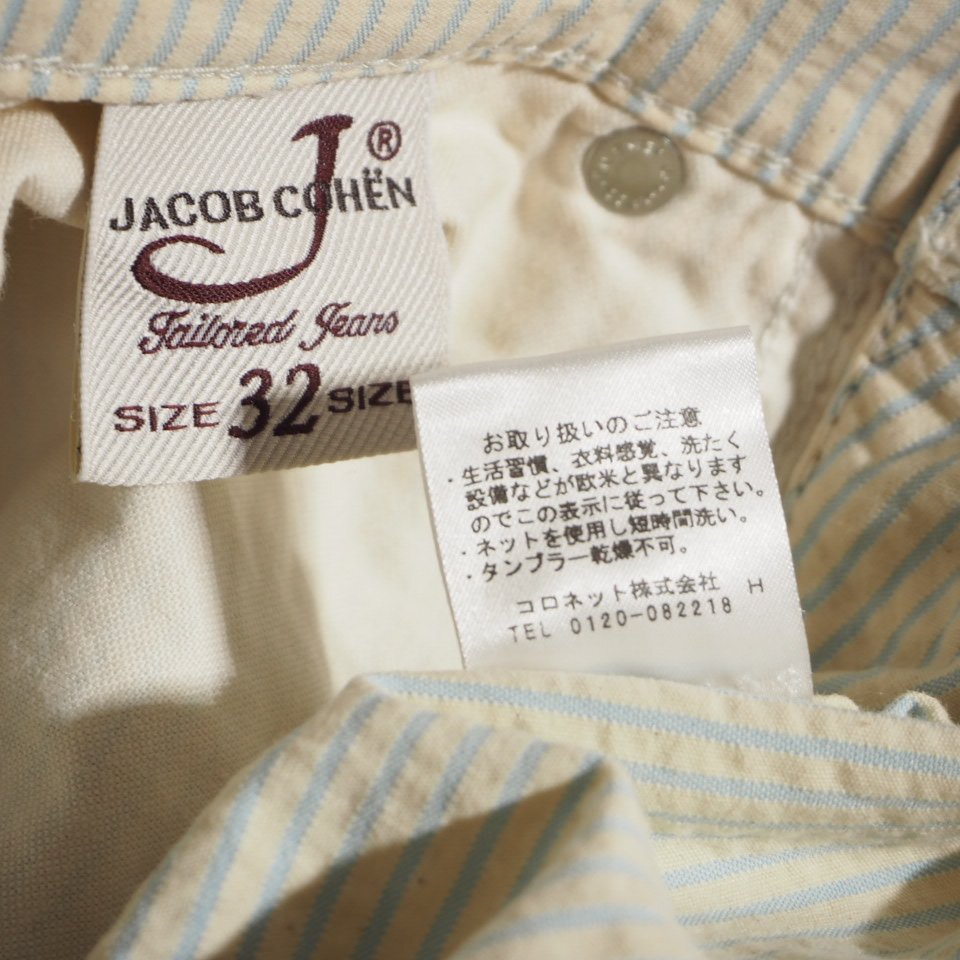 J®
JACOB COHËN
Tailored Jeans
SIZE 32 SIZE
お取り扱いのご注意
・生活習慣、衣料感覚、洗たく
設備などが欧米と異なります
のでこの表示に従って下さい。
・ネットを使用し短時間洗い。
・タンブラー乾燥不可。
コロネット株式会社 H
TEL 0120-082218